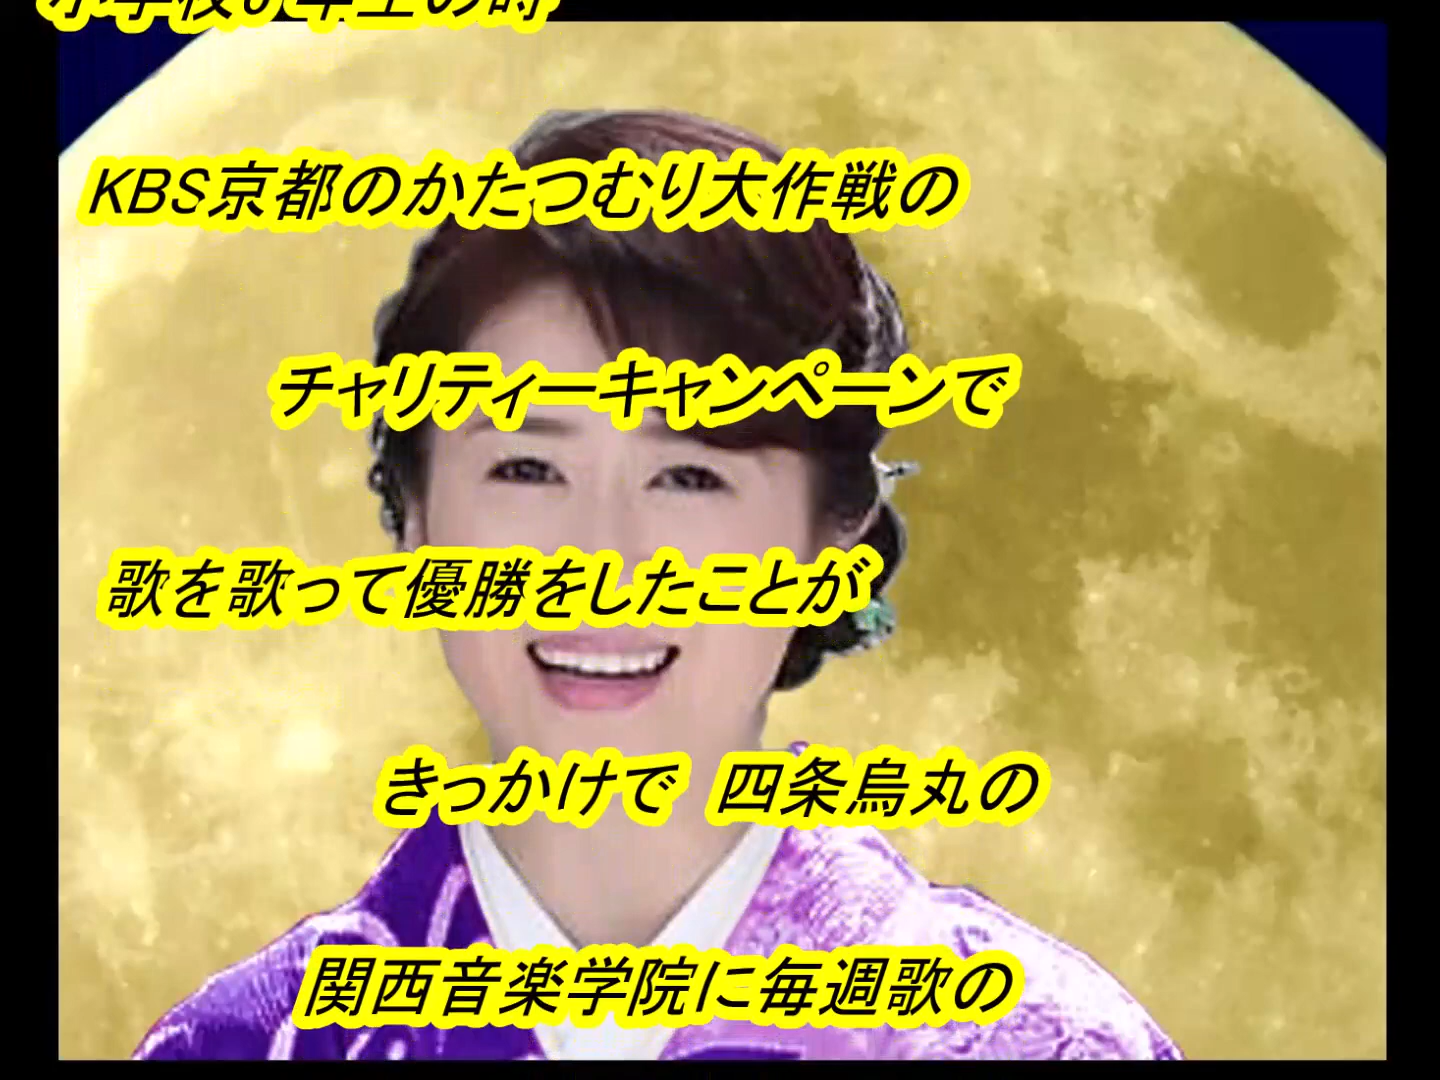 KBS京都のかたつむり大作戦の
チャリティーキャンペーンで
歌を歌って優勝をしたことが
きっかけで 四条烏丸の
関西音楽学院に毎週歌の